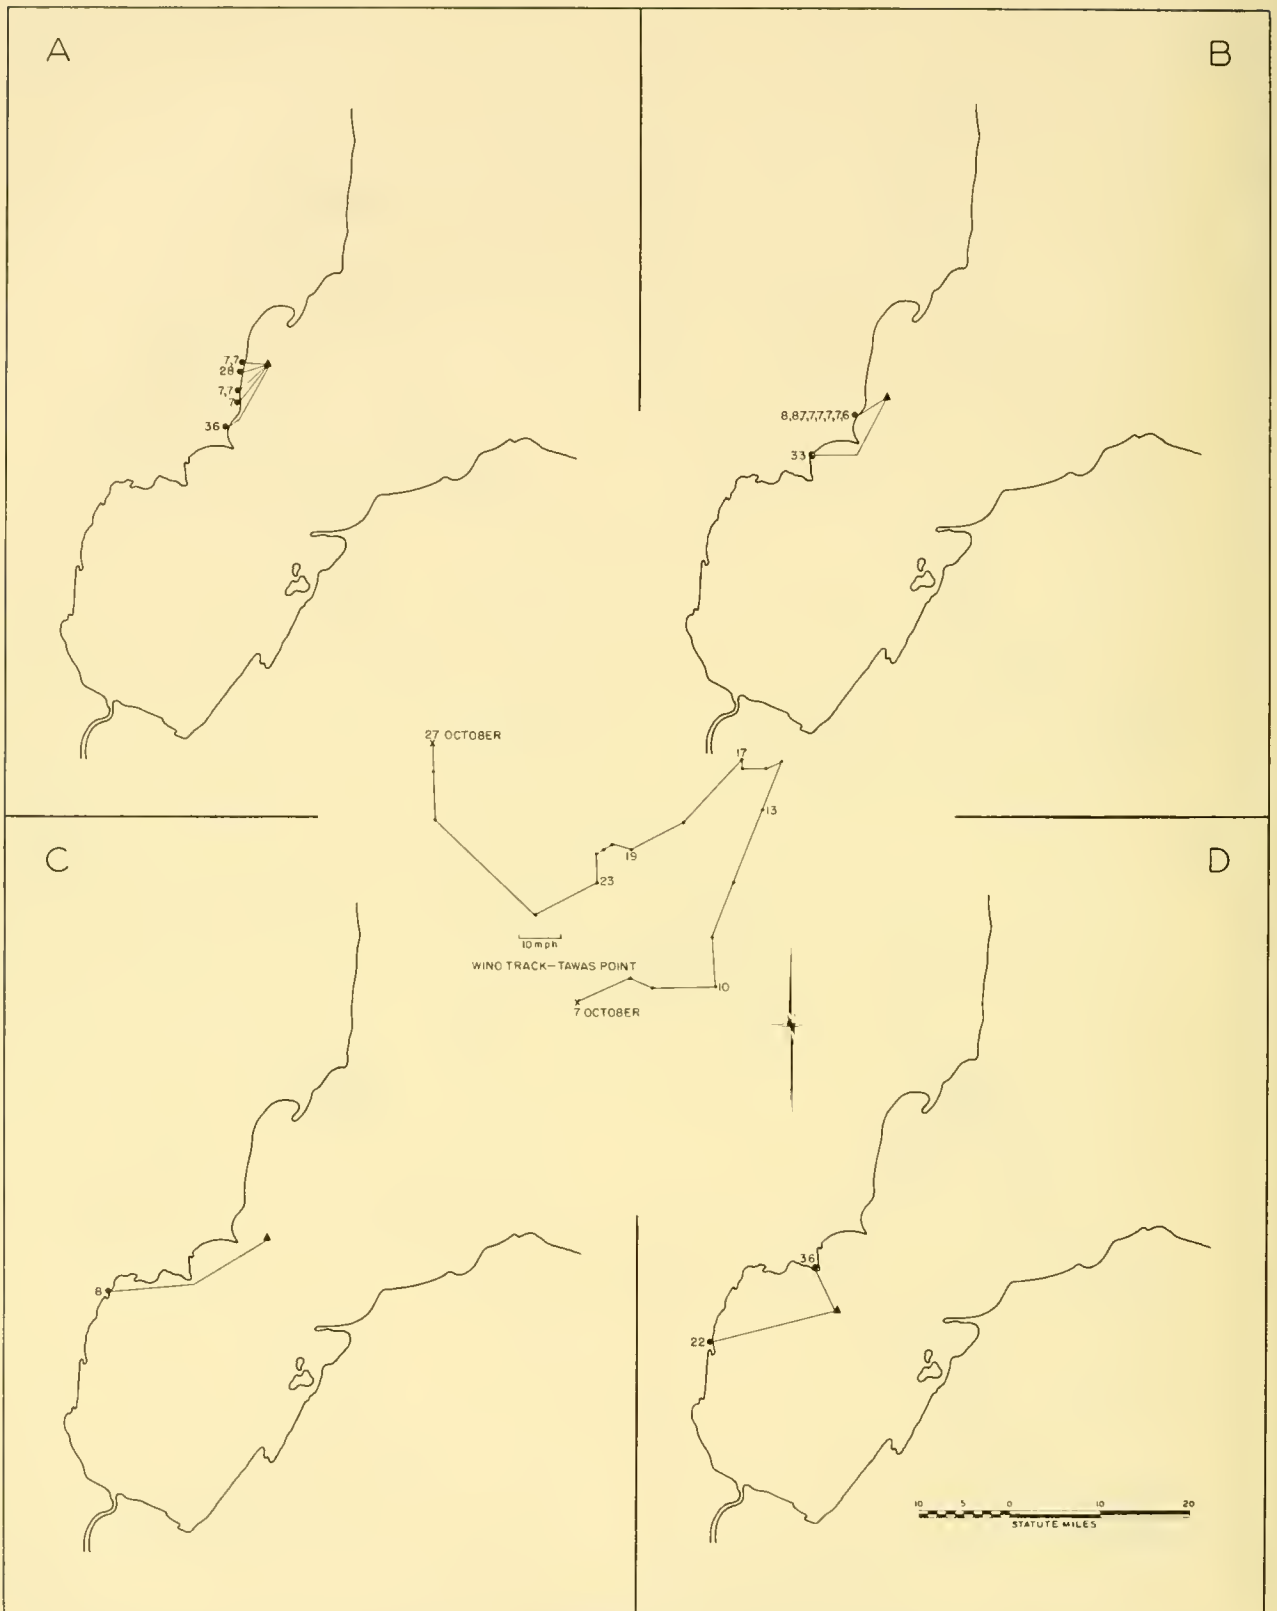 A
B
7,7
28
7,7
7
36
8,8,7,7,7,7,7,6
33
27 OCTOBER
17
13
19
23
10 mph
WIND TRACK—TAWAS POINT
10
7 OCTOBER
C
D
8
36
22
10 5 0 10 20
STATUTE MILES